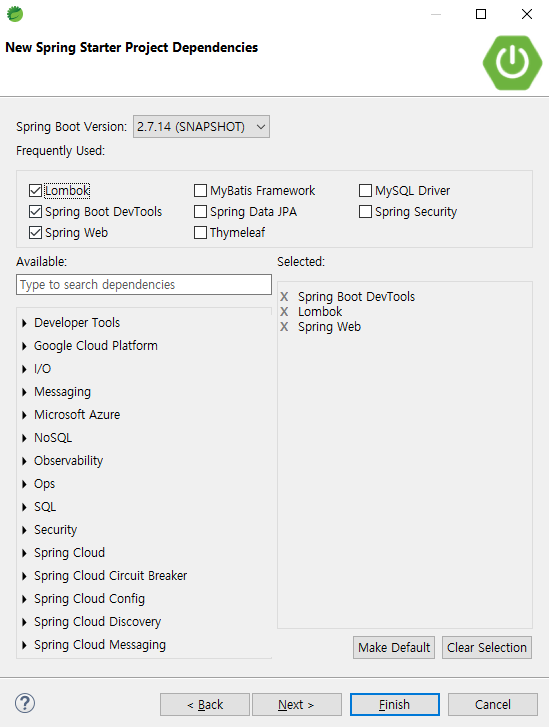 New Spring Starter Project Dependencies
Spring Boot Version: 2.7.14 (SNAPSHOT)
Frequently Used:
Lombok MyBatis Framework MySQL Driver
Spring Boot DevTools Spring Data JPA Spring Security
Spring Web Thymeleaf
Available:
Type to search dependencies
Developer Tools
Google Cloud Platform
I/O
Messaging
Microsoft Azure
NoSQL
Observability
Ops
SQL
Security
Spring Cloud
Spring Cloud Circuit Breaker
Spring Cloud Config
Spring Cloud Discovery
Spring Cloud Messaging
Selected:
X Spring Boot DevTools
X Lombok
X Spring Web
Make Default Clear Selection
? < Back Next > Finish Cancel